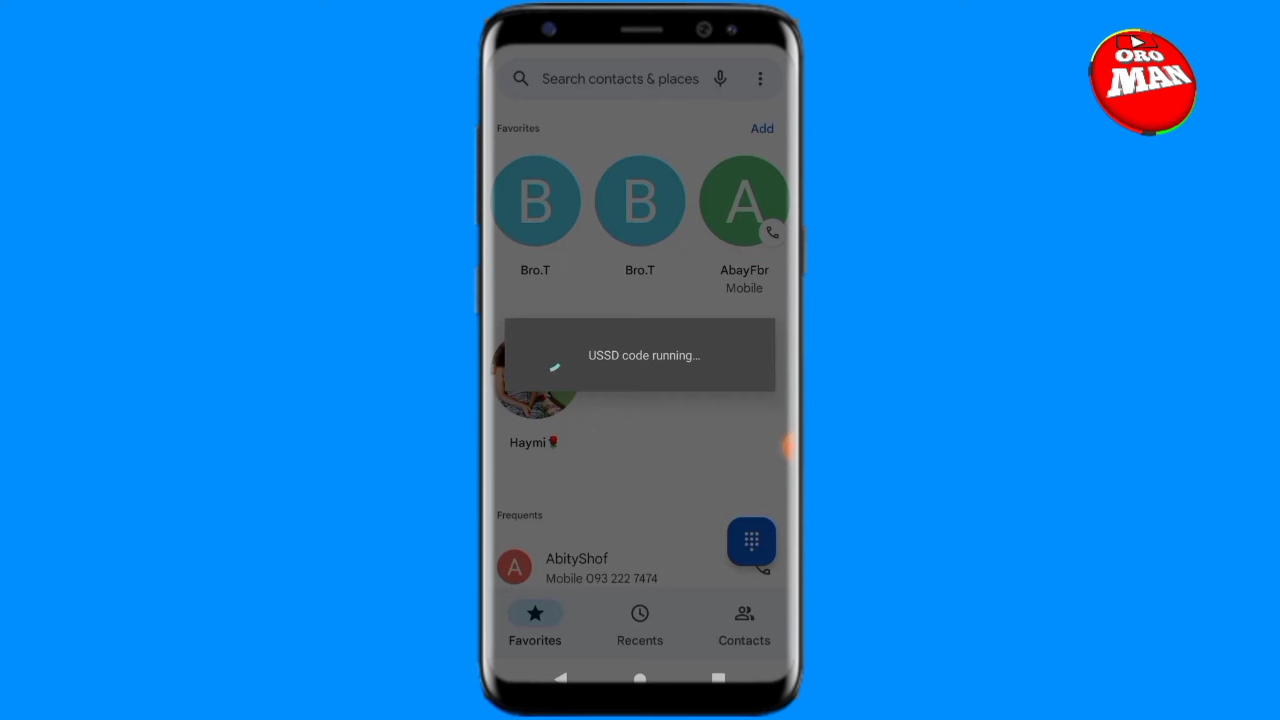 ORO
MAN
Search contacts & places
Favorites
Add
B
B
A
Bro.T
Bro.T
AbayFbr
Mobile
USSD code running...
Haymi🌹
Frequents
A
AbityShof
Mobile 093 222 7474
Favorites
Recents
Contacts